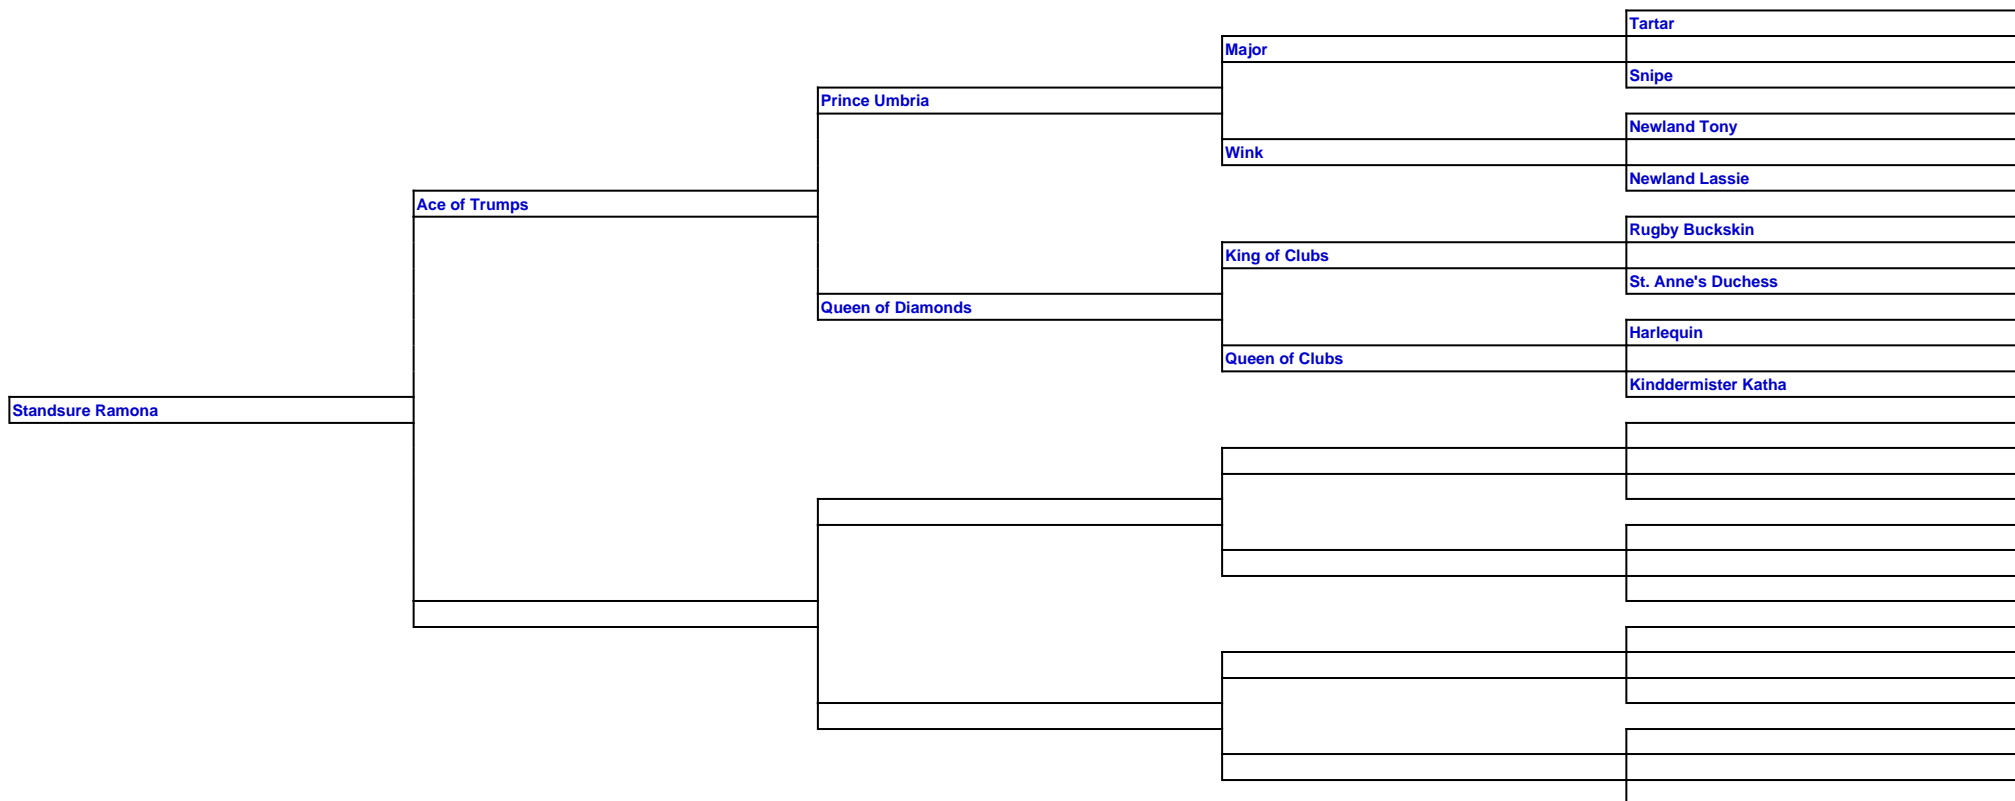 Tartar
Major
Snipe
Prince Umbria
Newland Tony
Wink
Newland Lassie
Ace of Trumps
Rugby Buckskin
King of Clubs
St. Anne's Duchess
Queen of Diamonds
Harlequin
Queen of Clubs
Kinddermister Katha
Standsure Ramona